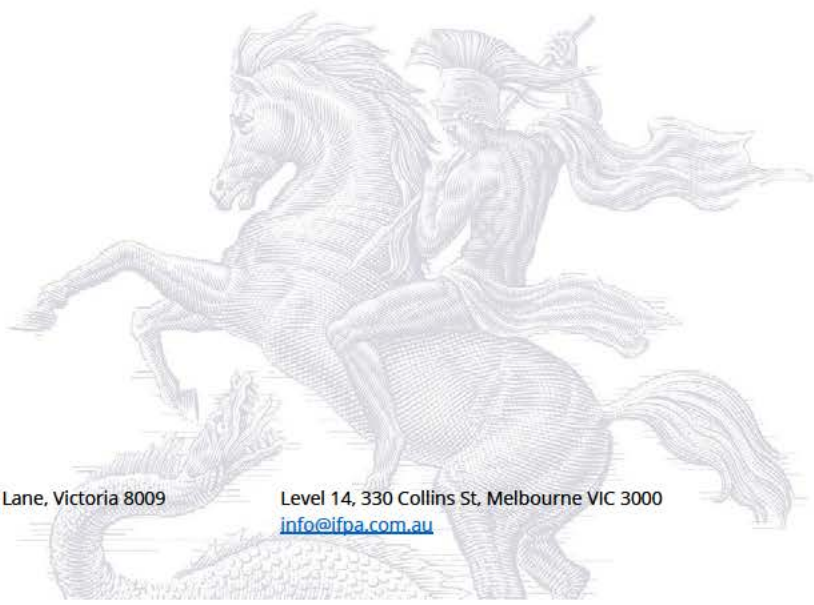 Lane, Victoria 8009
Level 14, 330 Collins St, Melbourne VIC 3000
info@ifpa.com.au